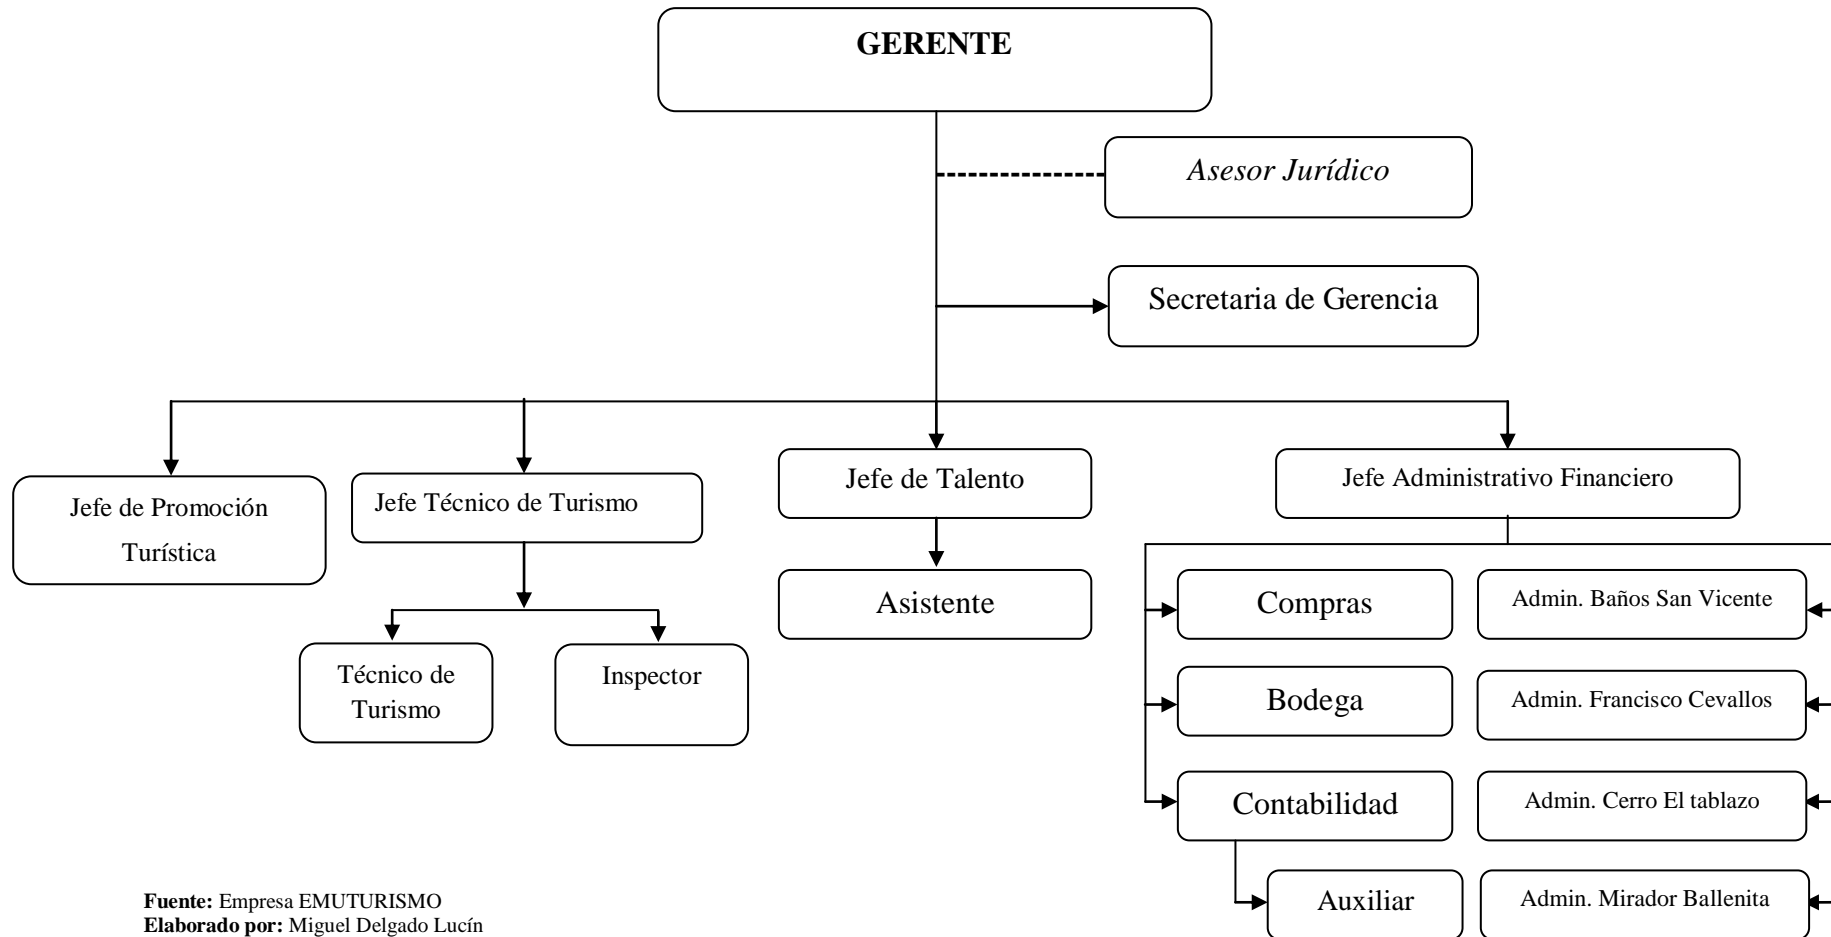 GERENTE
Asesor Jurídico
Secretaria de Gerencia
Jefe de Promoción
Turística
Jefe Técnico de Turismo
Jefe de Talento
Jefe Administrativo Financiero
Técnico de
Turismo
Inspector
Asistente
Compras
Admin. Baños San Vicente
Bodega
Admin. Francisco Cevallos
Contabilidad
Admin. Cerro El tablazo
Auxiliar
Admin. Mirador Ballenita
Fuente: Empresa EMUTURISMO
Elaborado por: Miguel Delgado Lucín